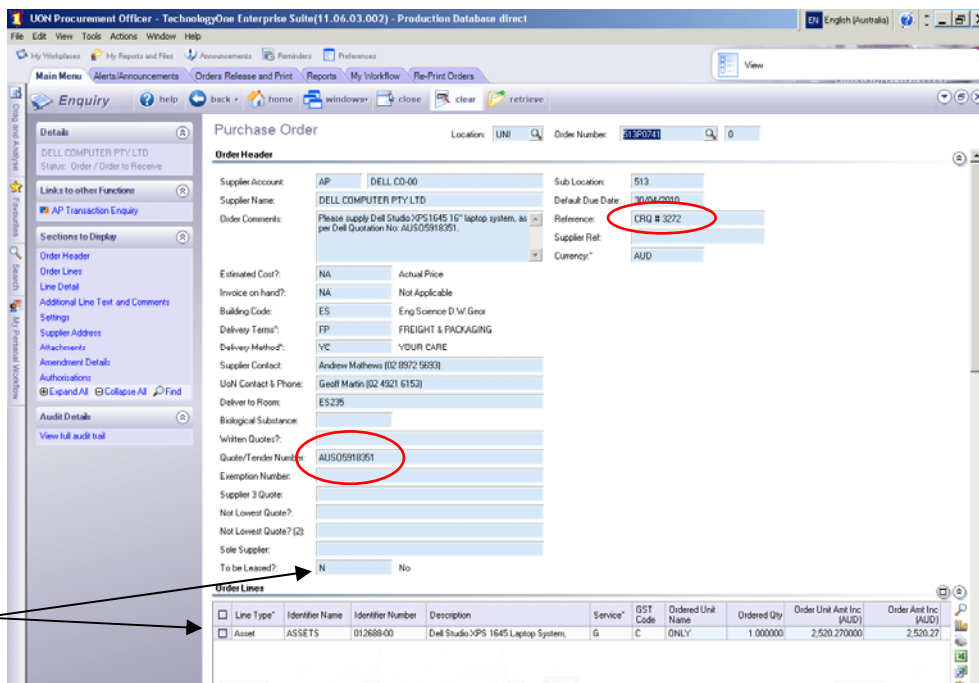 UON Procurement Officer - TechnologyOne Enterprise Suite(11.06.03.002) - Production Database direct
EN English (Australia)
File Edit View Tools Actions Window Help
My Workplaces My Reports and Files Announcements Reminders Preferences
View
Main Menu Alerts/Announcements Orders Release and Print Reports My Workflow Re-Print Orders
Enquiry help back home windows close clear retrieve
Drag and Analyse
Favourites
Search
My Personal Workflow
Details
DELL COMPUTER PTY LTD
Status: Order / Order to Receive
Links to other Functions
AP Transaction Enquiry
Sections to Display
Order Header
Order Lines
Line Detail
Additional Line Text and Comments
Settings
Supplier Address
Attachments
Amendment Details
Authorisations
Expand All Collapse All Find
Audit Details
View full audit trail
Purchase Order Location: UNI Order Number: 513P0741 0
Order Header
Supplier Account: AP DELL CO-00 Sub Location: 513
Supplier Name: DELL COMPUTER PTY LTD Default Due Date: 30/04/2010
Order Comments: Please supply Dell Studio XPS1645 16" laptop system, as per Dell Quotation No: AUSO5918351. Reference: CRQ # 3272
Supplier Ref:
Currency:* AUD
Estimated Cost?: NA Actual Price
Invoice on hand?: NA Not Applicable
Building Code: ES Eng Science D.W.Geor
Delivery Terms*: FP FREIGHT & PACKAGING
Delivery Method*: YC YOUR CARE
Supplier Contact: Andrew Mathews (02 8972 5693)
UoN Contact & Phone: Geoff Martin (02 4921 6153)
Deliver to Room: ES235
Biological Substance:
Written Quotes?:
Quote/Tender Number: AUSO5918351
Exemption Number:
Supplier 3 Quote:
Not Lowest Quote?:
Not Lowest Quote? (2):
Sole Supplier:
To be Leased?: N No
Order Lines
Line Type* Identifier Name Identifier Number Description Service* GST Code Ordered Unit Name Ordered Qty Order Unit Amt Inc (AUD) Order Amt Inc (AUD)
Asset ASSETS 012688-00 Dell Studio XPS 1645 Laptop System, G C ONLY 1.000000 2,520.270000 2,520.27